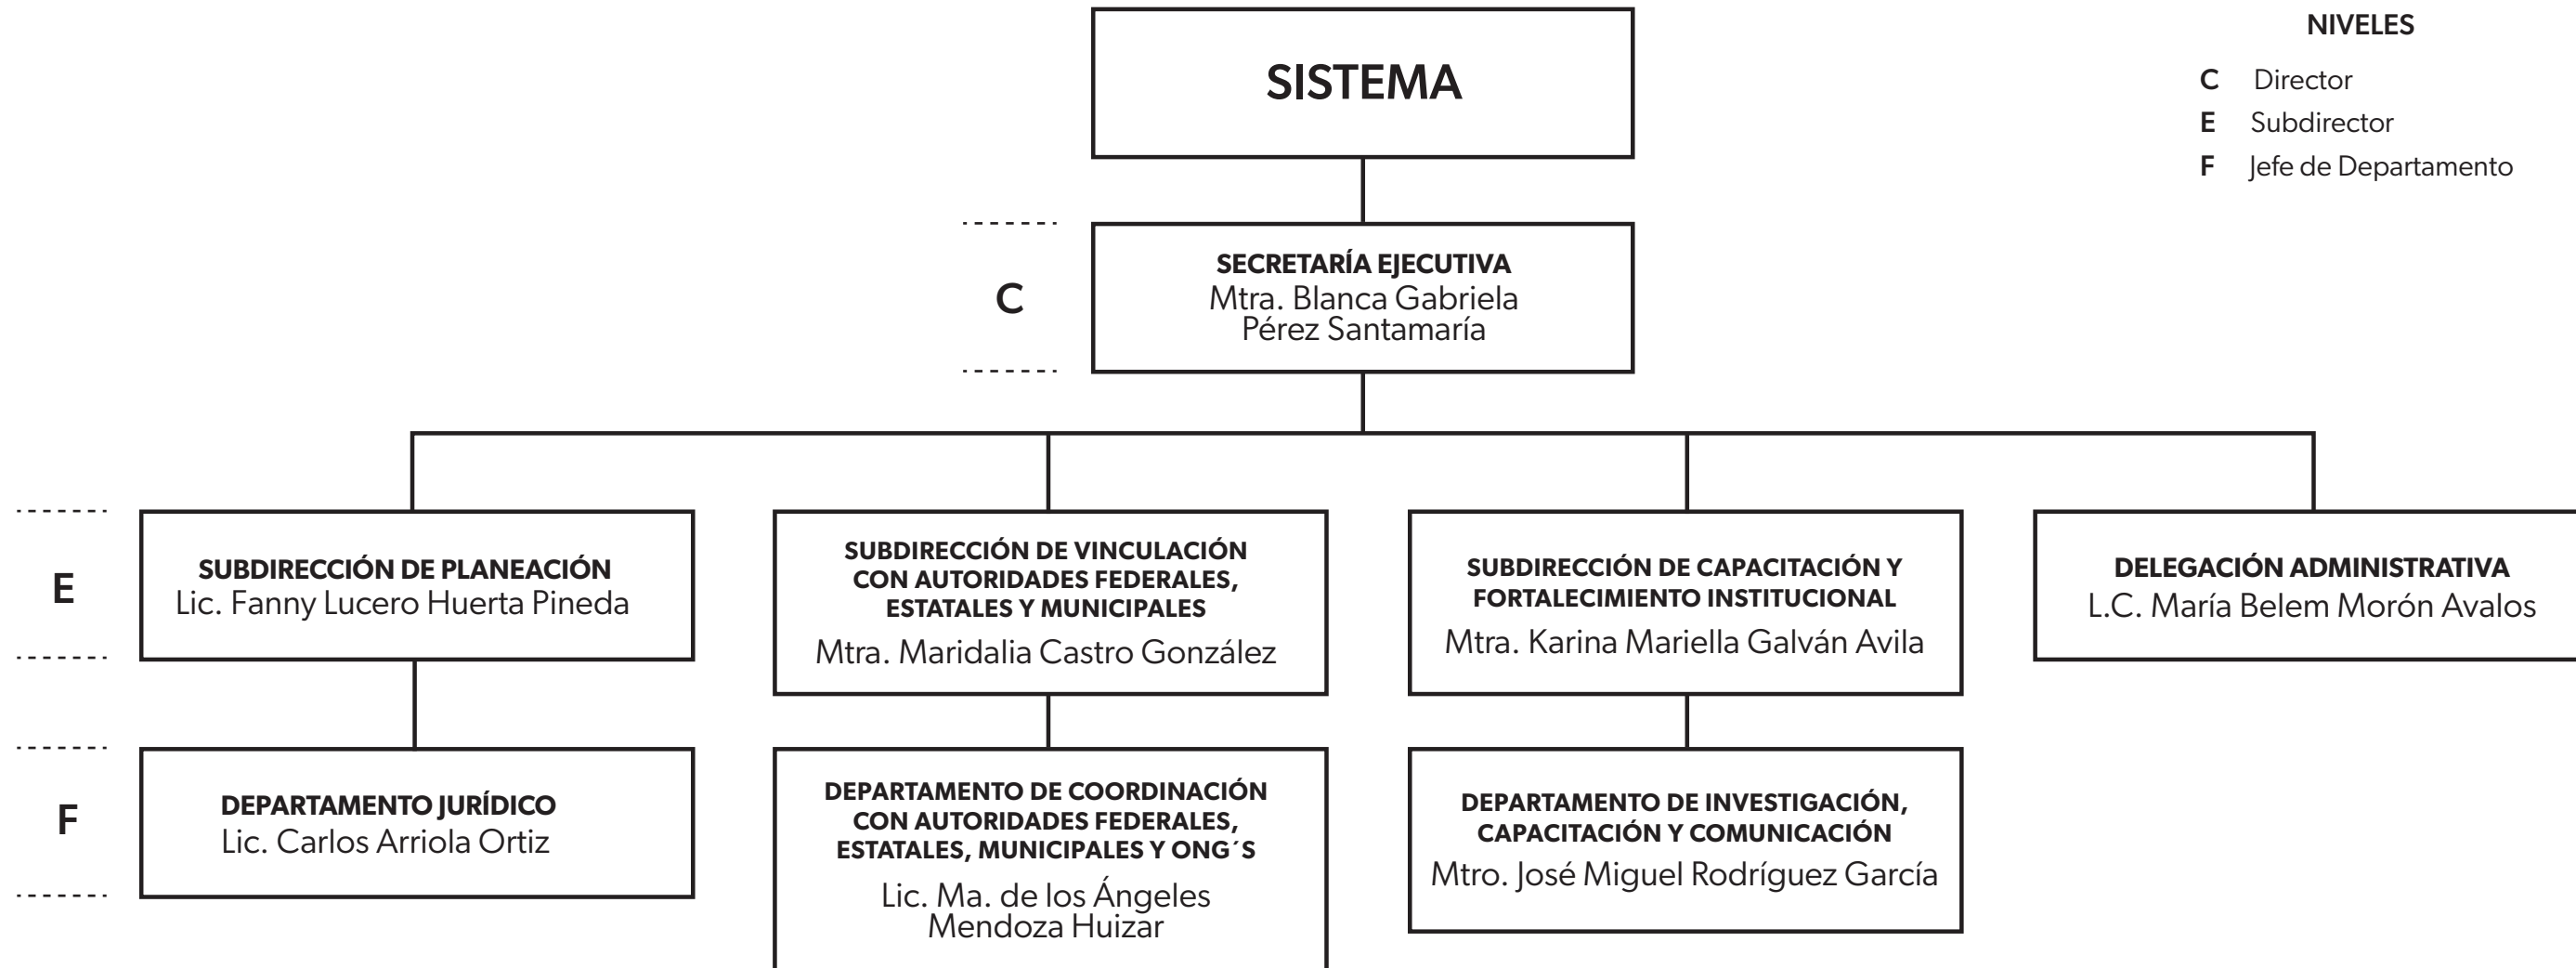 SISTEMA
NIVELES
C Director
E Subdirector
F Jefe de Departamento
C
SECRETARÍA EJECUTIVA
Mtra. Blanca Gabriela
Pérez Santamaría
E
SUBDIRECCIÓN DE PLANEACIÓN
Lic. Fanny Lucero Huerta Pineda
SUBDIRECCIÓN DE VINCULACIÓN
CON AUTORIDADES FEDERALES,
ESTATALES Y MUNICIPALES
Mtra. Maridalia Castro González
SUBDIRECCIÓN DE CAPACITACIÓN Y
FORTALECIMIENTO INSTITUCIONAL
Mtra. Karina Mariella Galván Avila
DELEGACIÓN ADMINISTRATIVA
L.C. María Belem Morón Avalos
F
DEPARTAMENTO JURÍDICO
Lic. Carlos Arriola Ortiz
DEPARTAMENTO DE COORDINACIÓN
CON AUTORIDADES FEDERALES,
ESTATALES, MUNICIPALES Y ONG´S
Lic. Ma. de los Ángeles
Mendoza Huizar
DEPARTAMENTO DE INVESTIGACIÓN,
CAPACITACIÓN Y COMUNICACIÓN
Mtro. José Miguel Rodríguez García